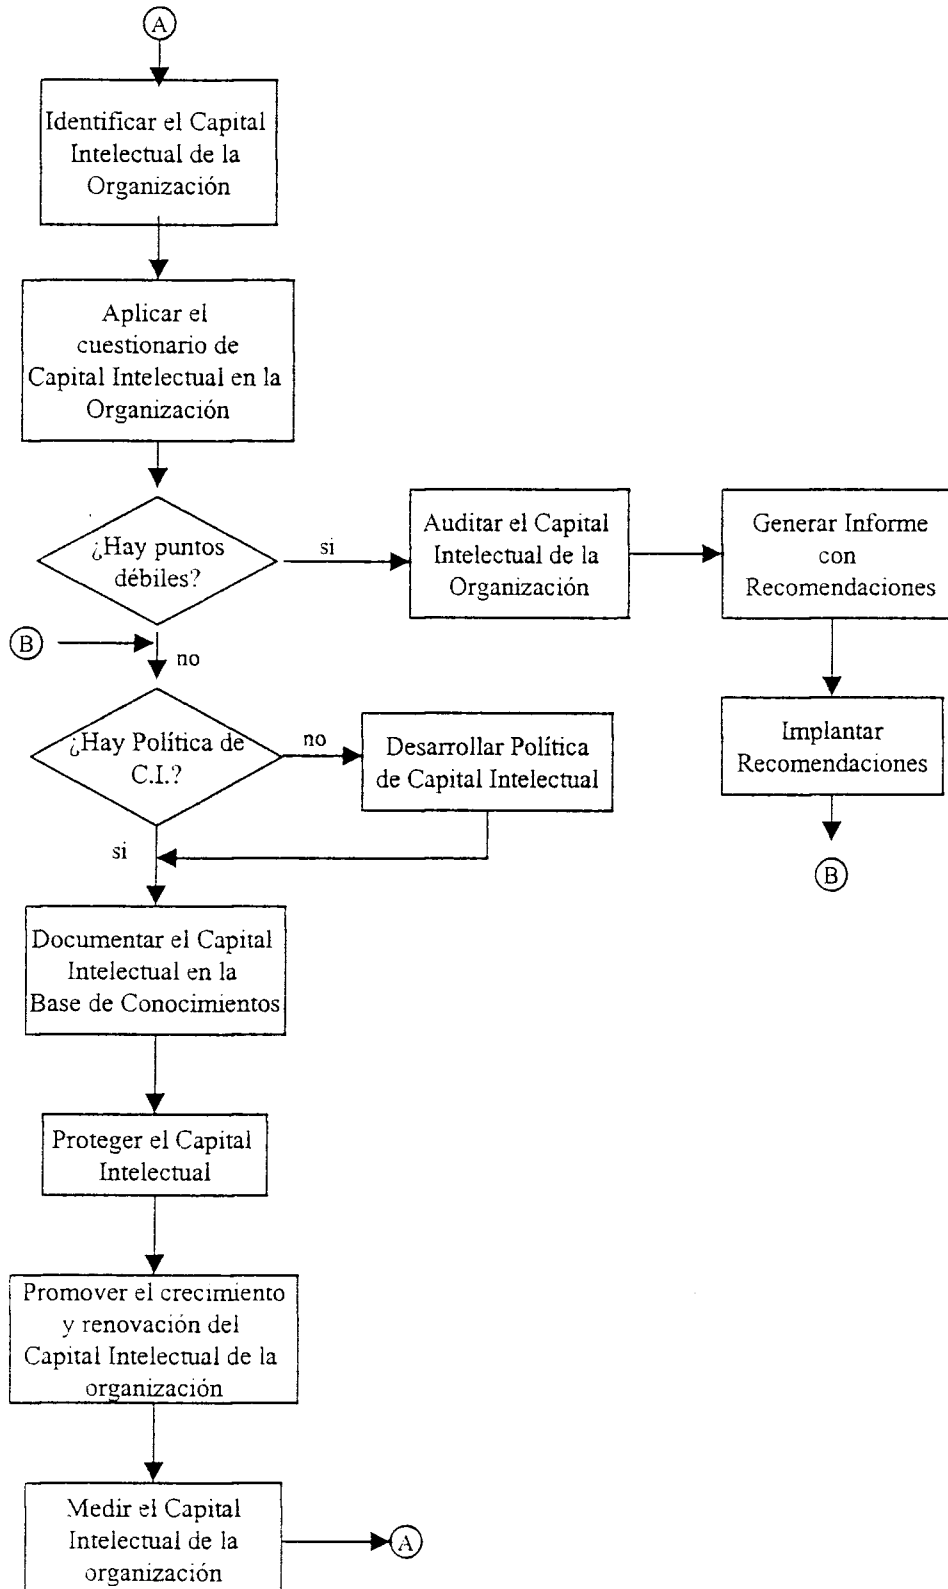 A
Identificar el Capital
Intelectual de la
Organización
Aplicar el
cuestionario de
Capital Intelectual en la
Organización
¿Hay puntos
débiles?
si
Auditar el Capital
Intelectual de la
Organización
Generar Informe
con
Recomendaciones
B
no
¿Hay Política de
C.I.?
no
Desarrollar Política
de Capital Intelectual
Implantar
Recomendaciones
si
B
Documentar el Capital
Intelectual en la
Base de Conocimientos
Proteger el Capital
Intelectual
Promover el crecimiento
y renovación del
Capital Intelectual de la
organización
Medir el Capital
Intelectual de la
organización
A